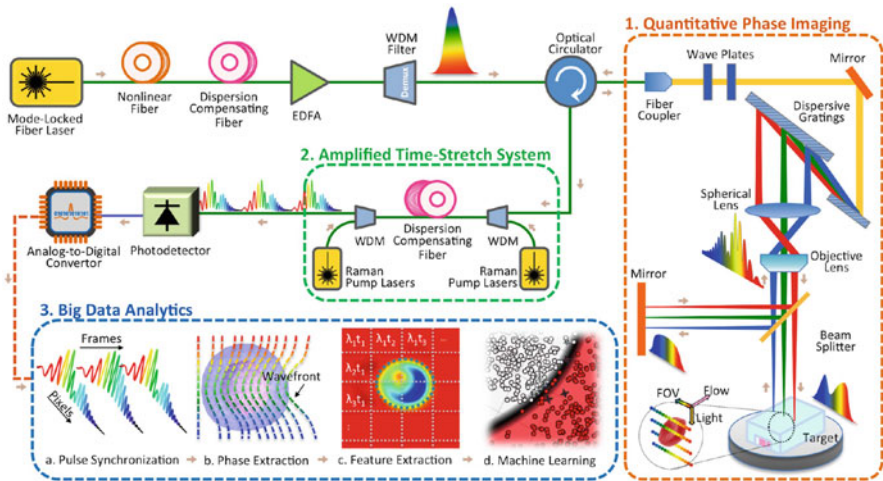 1. Quantitative Phase Imaging
WDM
Filter
Optical
Circulator
Demux
Mode-Locked
Fiber Laser
Nonlinear
Fiber
Dispersion
Compensating
Fiber
EDFA
Fiber
Coupler
Wave Plates
Mirror
Dispersive
Gratings
Spherical
Lens
Objective
Lens
Mirror
Beam
Splitter
FOV
Flow
Light
Target
2. Amplified Time-Stretch System
WDM
Dispersion
Compensating
Fiber
WDM
Raman
Pump Lasers
Raman
Pump Lasers
Photodetector
Analog-to-Digital
Convertor
3. Big Data Analytics
Frames
Pixels
Wavefront
λ₁t₁
λ₁t₂
λ₁t₃
...
λ₂t₁
λ₃t₁
a. Pulse Synchronization
b. Phase Extraction
c. Feature Extraction
d. Machine Learning